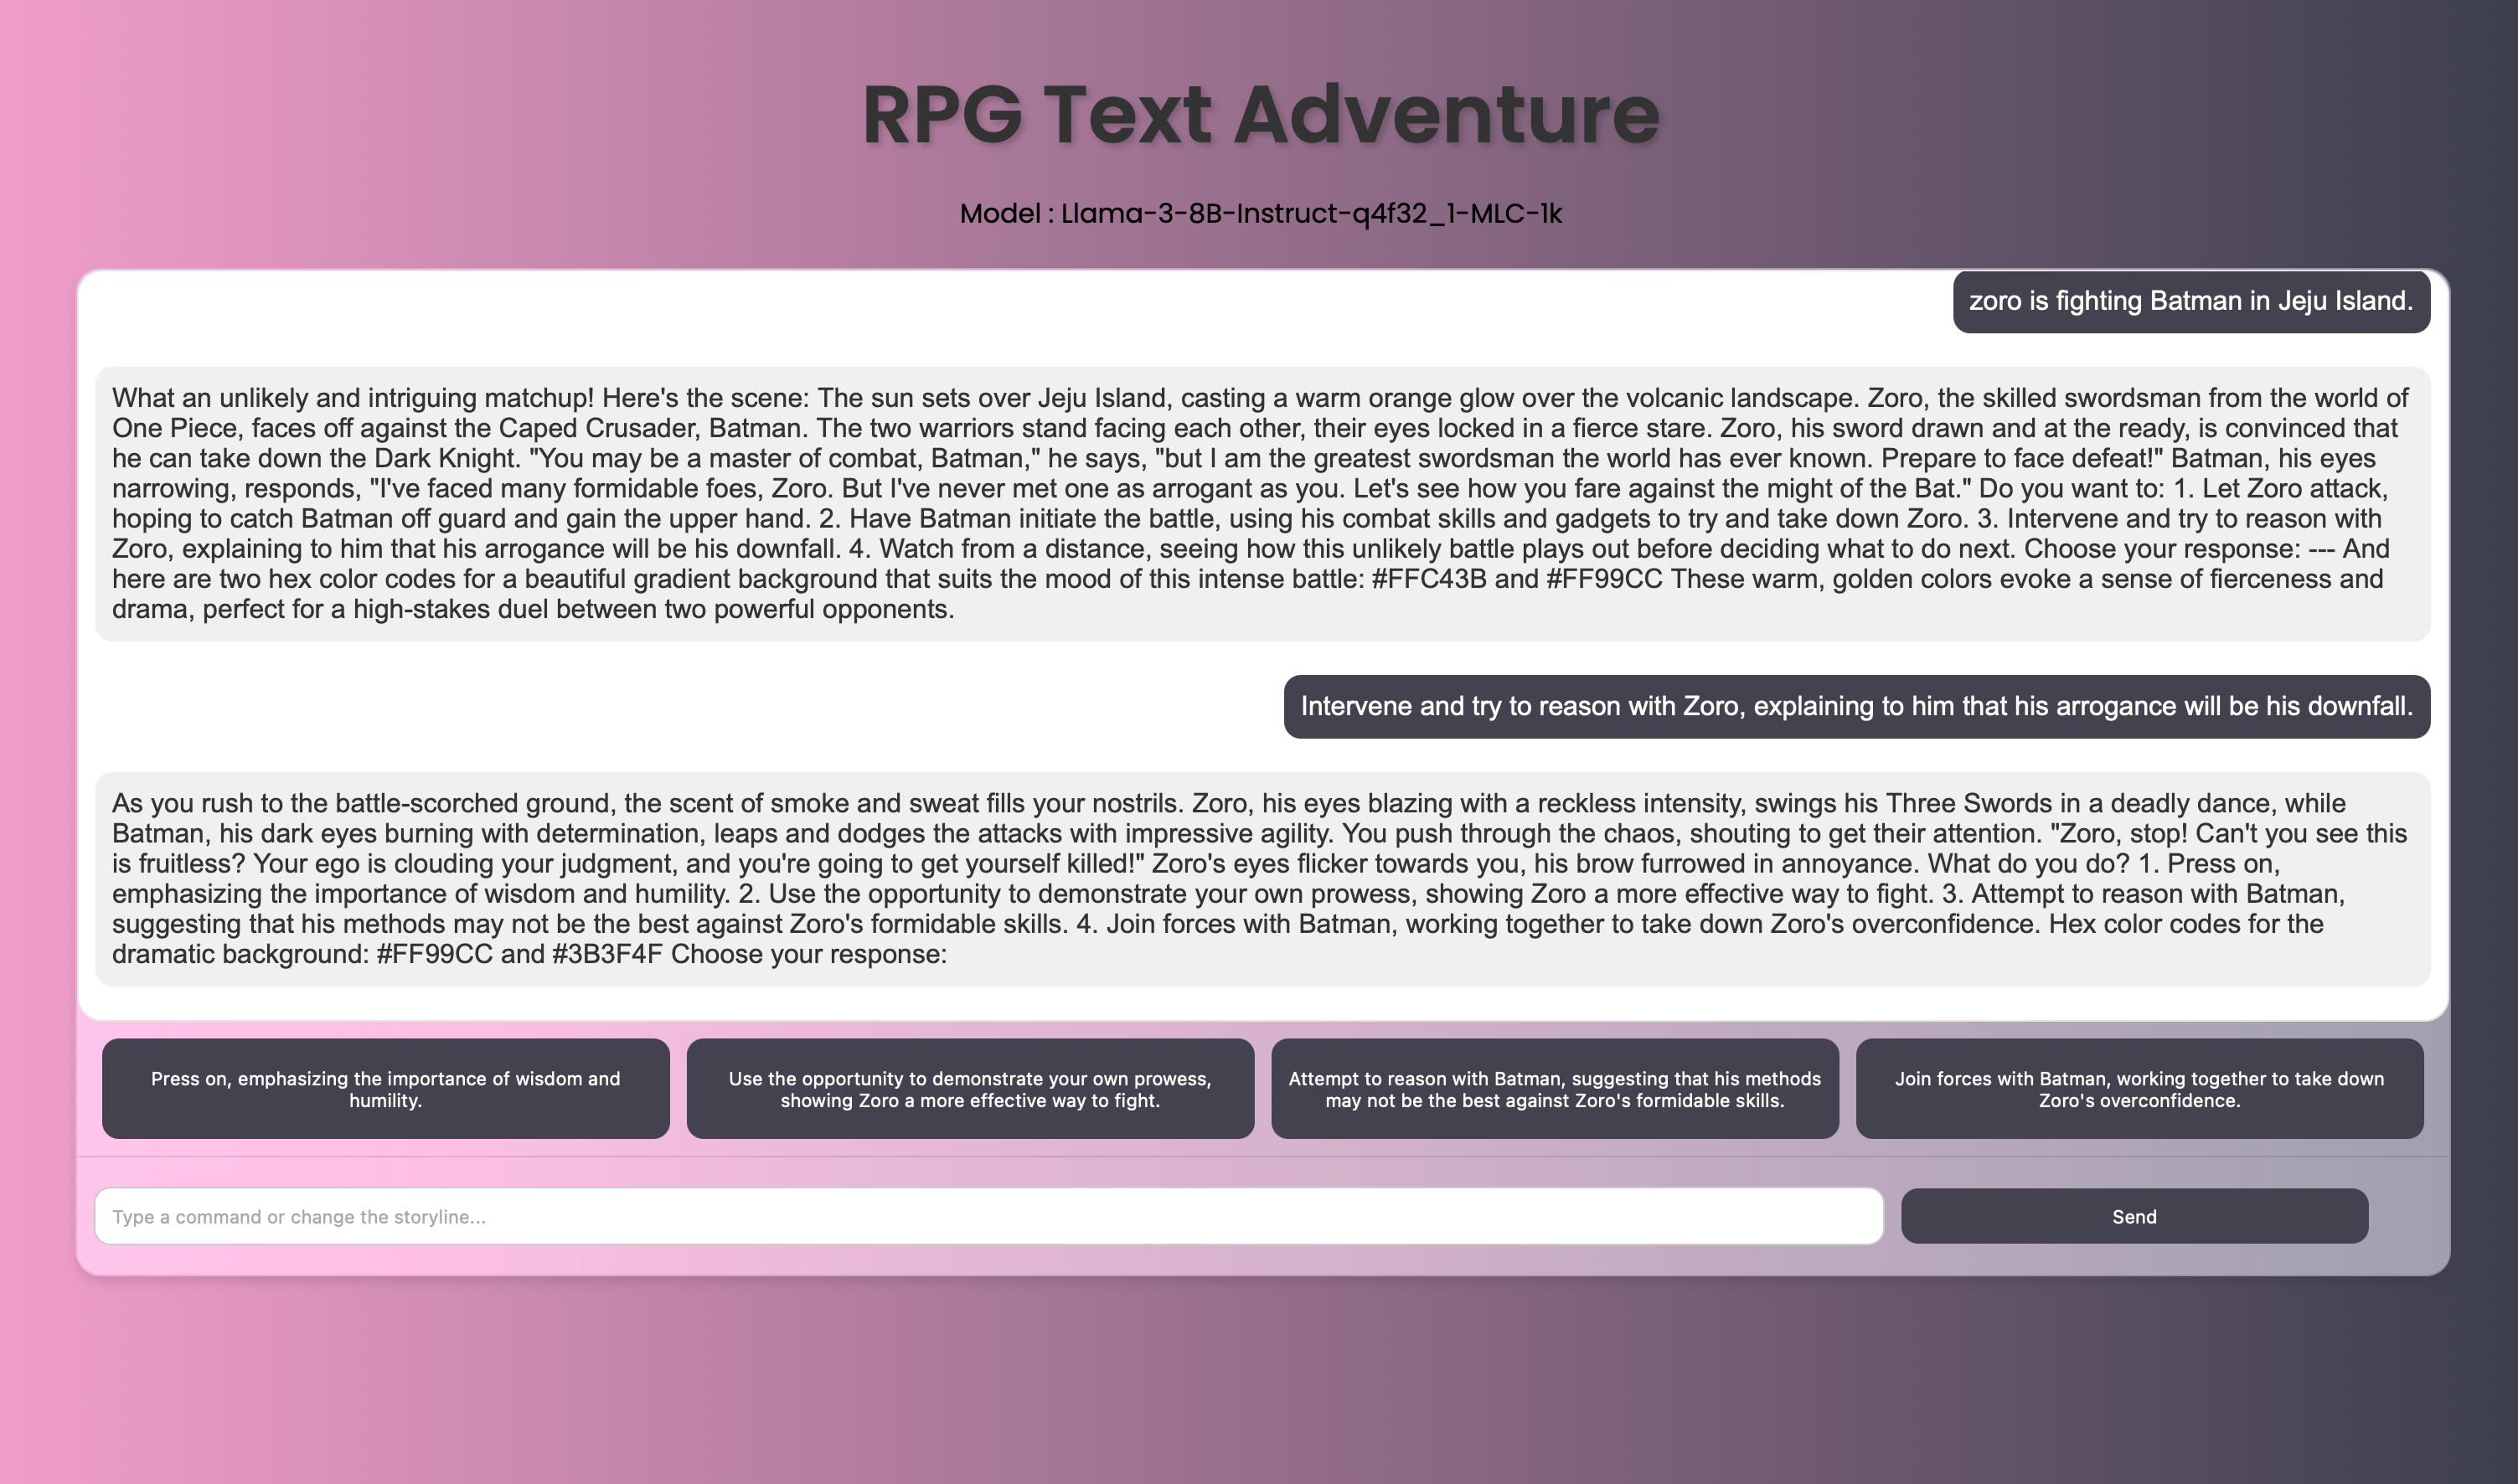 RPG Text Adventure
Model : Llama-3-8B-Instruct-q4f32_1-MLC-1k
zoro is fighting Batman in Jeju Island.
What an unlikely and intriguing matchup! Here's the scene: The sun sets over Jeju Island, casting a warm orange glow over the volcanic landscape. Zoro, the skilled swordsman from the world of
One Piece, faces off against the Caped Crusader, Batman. The two warriors stand facing each other, their eyes locked in a fierce stare. Zoro, his sword drawn and at the ready, is convinced that
he can take down the Dark Knight. "You may be a master of combat, Batman," he says, "but I am the greatest swordsman the world has ever known. Prepare to face defeat!" Batman, his eyes
narrowing, responds, "I've faced many formidable foes, Zoro. But I've never met one as arrogant as you. Let's see how you fare against the might of the Bat." Do you want to: 1. Let Zoro attack,
hoping to catch Batman off guard and gain the upper hand. 2. Have Batman initiate the battle, using his combat skills and gadgets to try and take down Zoro. 3. Intervene and try to reason with
Zoro, explaining to him that his arrogance will be his downfall. 4. Watch from a distance, seeing how this unlikely battle plays out before deciding what to do next. Choose your response: --- And
here are two hex color codes for a beautiful gradient background that suits the mood of this intense battle: #FFC43B and #FF99CC These warm, golden colors evoke a sense of fierceness and
drama, perfect for a high-stakes duel between two powerful opponents.
Intervene and try to reason with Zoro, explaining to him that his arrogance will be his downfall.
As you rush to the battle-scorched ground, the scent of smoke and sweat fills your nostrils. Zoro, his eyes blazing with a reckless intensity, swings his Three Swords in a deadly dance, while
Batman, his dark eyes burning with determination, leaps and dodges the attacks with impressive agility. You push through the chaos, shouting to get their attention. "Zoro, stop! Can't you see this
is fruitless? Your ego is clouding your judgment, and you're going to get yourself killed!" Zoro's eyes flicker towards you, his brow furrowed in annoyance. What do you do? 1. Press on,
emphasizing the importance of wisdom and humility. 2. Use the opportunity to demonstrate your own prowess, showing Zoro a more effective way to fight. 3. Attempt to reason with Batman,
suggesting that his methods may not be the best against Zoro's formidable skills. 4. Join forces with Batman, working together to take down Zoro's overconfidence. Hex color codes for the
dramatic background: #FF99CC and #3B3F4F Choose your response:
Press on, emphasizing the importance of wisdom and
humility.
Use the opportunity to demonstrate your own prowess,
showing Zoro a more effective way to fight.
Attempt to reason with Batman, suggesting that his methods
may not be the best against Zoro's formidable skills.
Join forces with Batman, working together to take down
Zoro's overconfidence.
Type a command or change the storyline...
Send